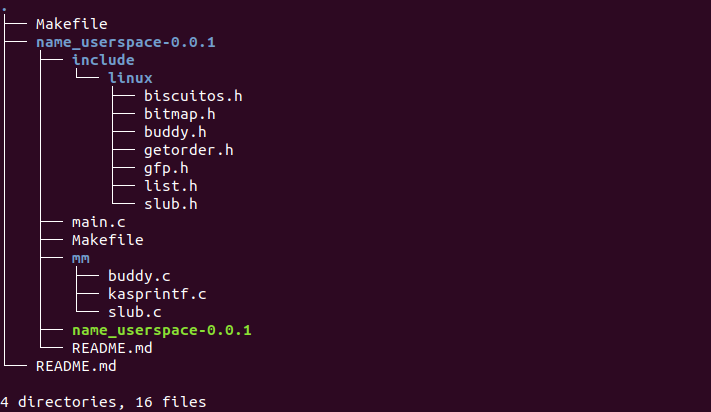 .
├── Makefile
├── name_userspace-0.0.1
│   ├── include
│   │   └── linux
│   │       ├── biscuitos.h
│   │       ├── bitmap.h
│   │       ├── buddy.h
│   │       ├── getorder.h
│   │       ├── gfp.h
│   │       ├── list.h
│   │       └── slub.h
│   ├── main.c
│   ├── Makefile
│   ├── mm
│   │   ├── buddy.c
│   │   ├── kasprintf.c
│   │   └── slub.c
│   ├── name_userspace-0.0.1
│   └── README.md
└── README.md
4 directories, 16 files